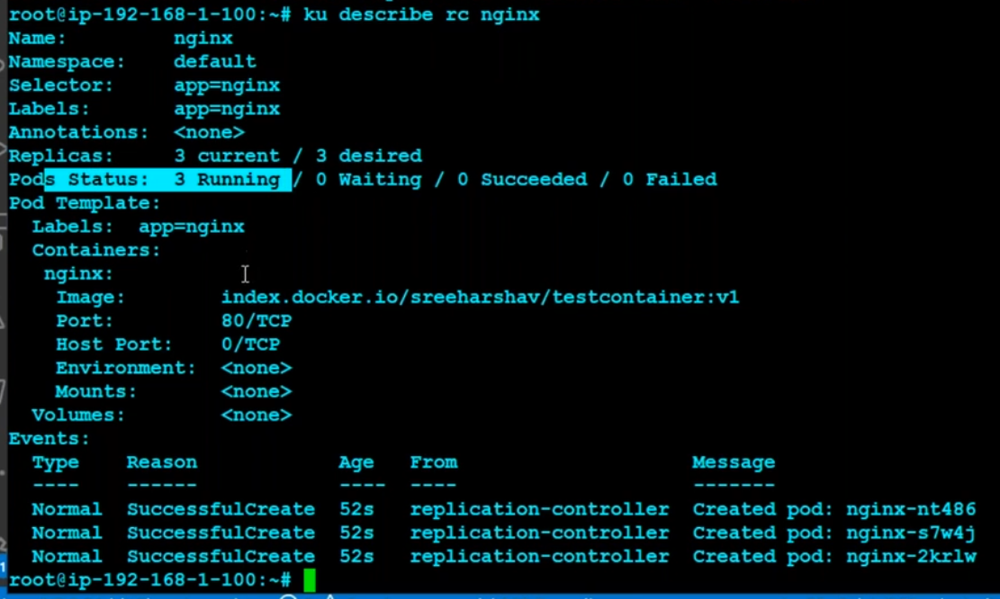 root@ip-192-168-1-100:~# ku describe rc nginx
Name:         nginx
Namespace:    default
Selector:     app=nginx
Labels:       app=nginx
Annotations:  <none>
Replicas:     3 current / 3 desired
Pods Status:  3 Running / 0 Waiting / 0 Succeeded / 0 Failed
Pod Template:
  Labels:  app=nginx
  Containers:
   nginx:
    Image:        index.docker.io/sreeharshav/testcontainer:v1
    Port:         80/TCP
    Host Port:    0/TCP
    Environment:  <none>
    Mounts:       <none>
  Volumes:        <none>
Events:
  Type    Reason            Age   From                    Message
  ----    ------            ----  ----                    -------
  Normal  SuccessfulCreate  52s   replication-controller  Created pod: nginx-nt486
  Normal  SuccessfulCreate  52s   replication-controller  Created pod: nginx-s7w4j
  Normal  SuccessfulCreate  52s   replication-controller  Created pod: nginx-2krlw
root@ip-192-168-1-100:~#